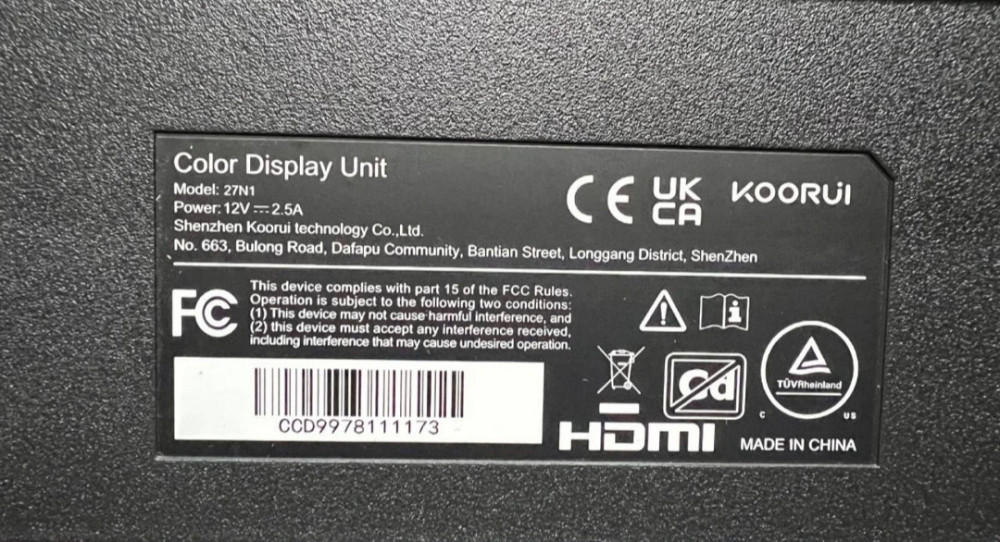 Color Display Unit
Model: 27N1
Power: 12V⎓2.5A
Shenzhen Koorui technology Co.,Ltd.
No. 663, Bulong Road, Dafapu Community, Bantian Street, Longgang District, ShenZhen
CE UK CA KOORUI
FC
This device complies with part 15 of the FCC Rules.
Operation is subject to the following two conditions:
(1) This device may not cause harmful interference, and
(2) this device must accept any interference received,
including interference that may cause undesired operation.
CCD9978111173
i
Cd
TÜVRheinland
C US
HDMI
MADE IN CHINA